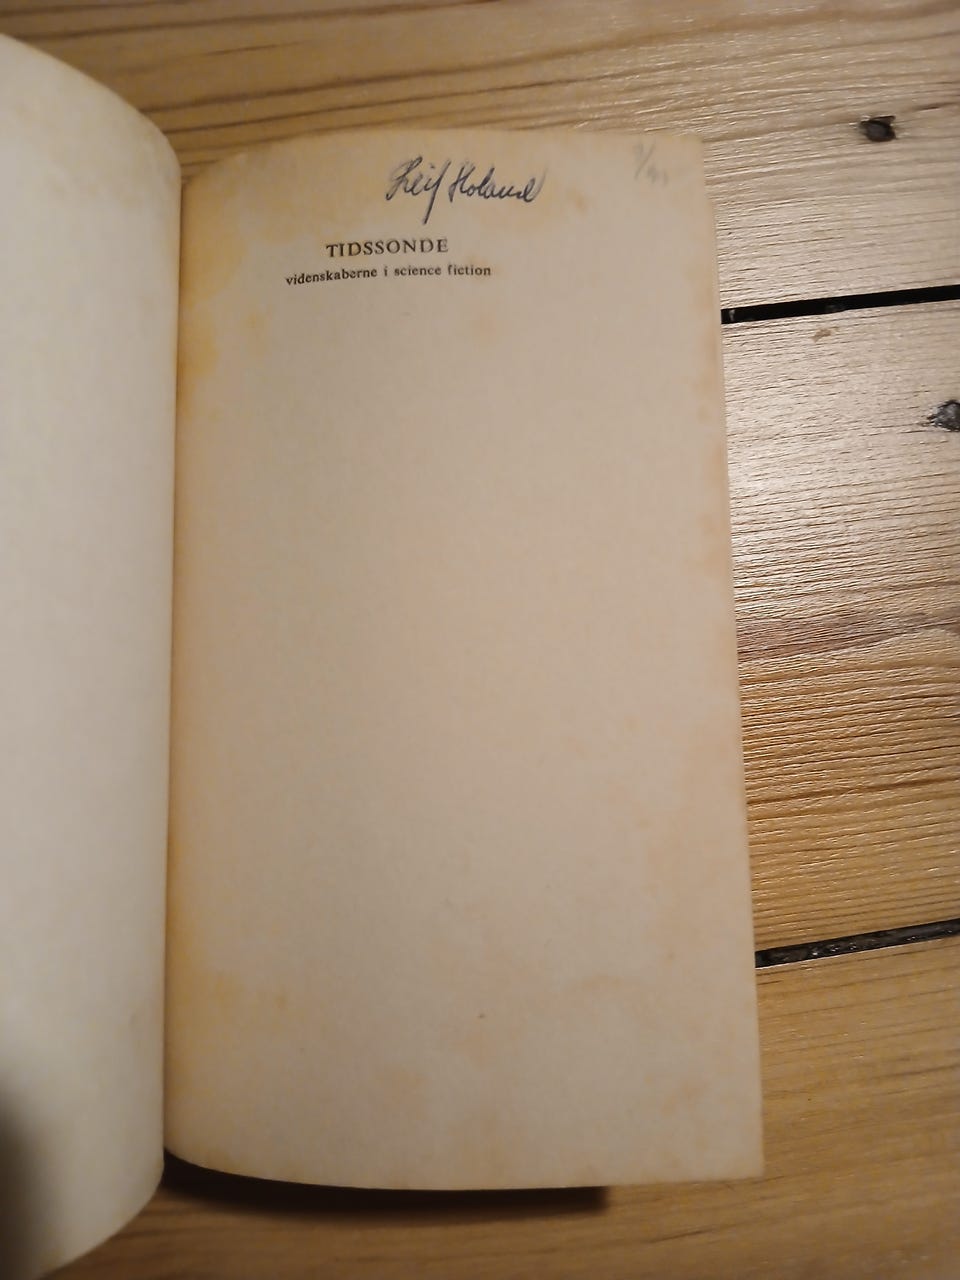 Leif Holand
TIDSSONDE
videnskaberne i science fiction